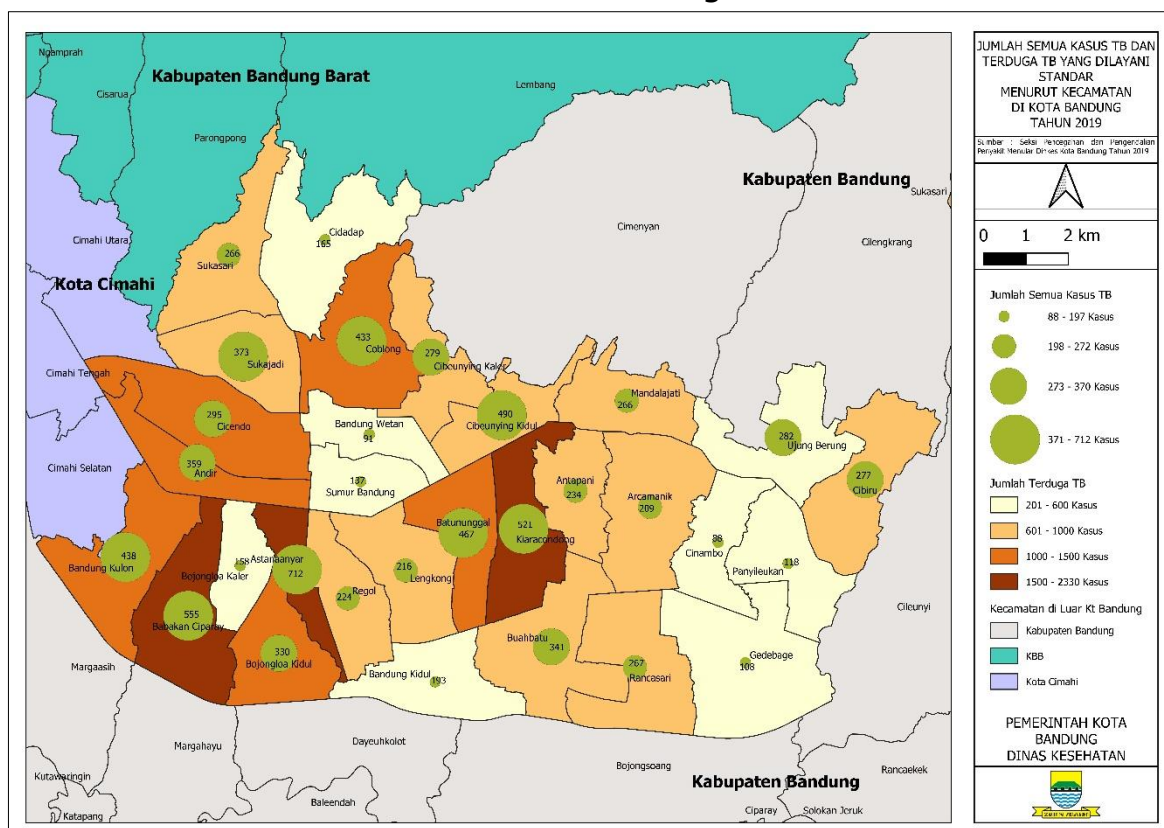 Ngamprah
Kabupaten Bandung Barat
Cisarua
Lembang
Parongpong
Kabupaten Bandung
Sukasari
Cimenyan
Cidadap
165
Cimahi Utara
266
Sukasari
Cilengkrang
Kota Cimahi
433
Coblong
373
Sukajadi
279
Cibeunying Kaler
Cimahi Tengah
Mandalajati
266
295
Cicendo
490
Cibeunying Kidul
Bandung Wetan
91
282
Ujung Berung
Cimahi Selatan
359
Andir
137
Sumur Bandung
Antapani
234
Arcamanik
209
277
Cibiru
Batununggal
467
521
Kiaracondong
88
Cinambo
438
Bandung Kulon
158
Bojongloa Kaler
Astanaanyar
712
216
Lengkong
118
Panyileukan
224
Regol
Cileunyi
555
Babakan Ciparay
330
Bojongloa Kidul
Buahbatu
341
Gedebage
108
267
Rancasari
Margaasih
Bandung Kidul
193
Margahayu
Dayeuhkolot
Bojongsoang
Rancaekek
Kutawaringin
Kabupaten Bandung
Baleendah
Katapang
Ciparay
Solokan Jeruk
JUMLAH SEMUA KASUS TB DAN
TERDUGA TB YANG DILAYANI
STANDAR
MENURUT KECAMATAN
DI KOTA BANDUNG
TAHUN 2019
Sumber : Seksi Pencegahan dan Pengendalian
Penyakit Menular Dinkes Kota Bandung Tahun 2019
0 1 2 km
Jumlah Semua Kasus TB
88 - 197 Kasus
198 - 272 Kasus
273 - 370 Kasus
371 - 712 Kasus
Jumlah Terduga TB
201 - 600 Kasus
601 - 1000 Kasus
1000 - 1500 Kasus
1500 - 2330 Kasus
Kecamatan di Luar Kt Bandung
Kabupaten Bandung
KBB
Kota Cimahi
PEMERINTAH KOTA
BANDUNG
DINAS KESEHATAN